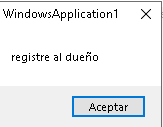 WindowsApplication1
registre al dueño
Aceptar